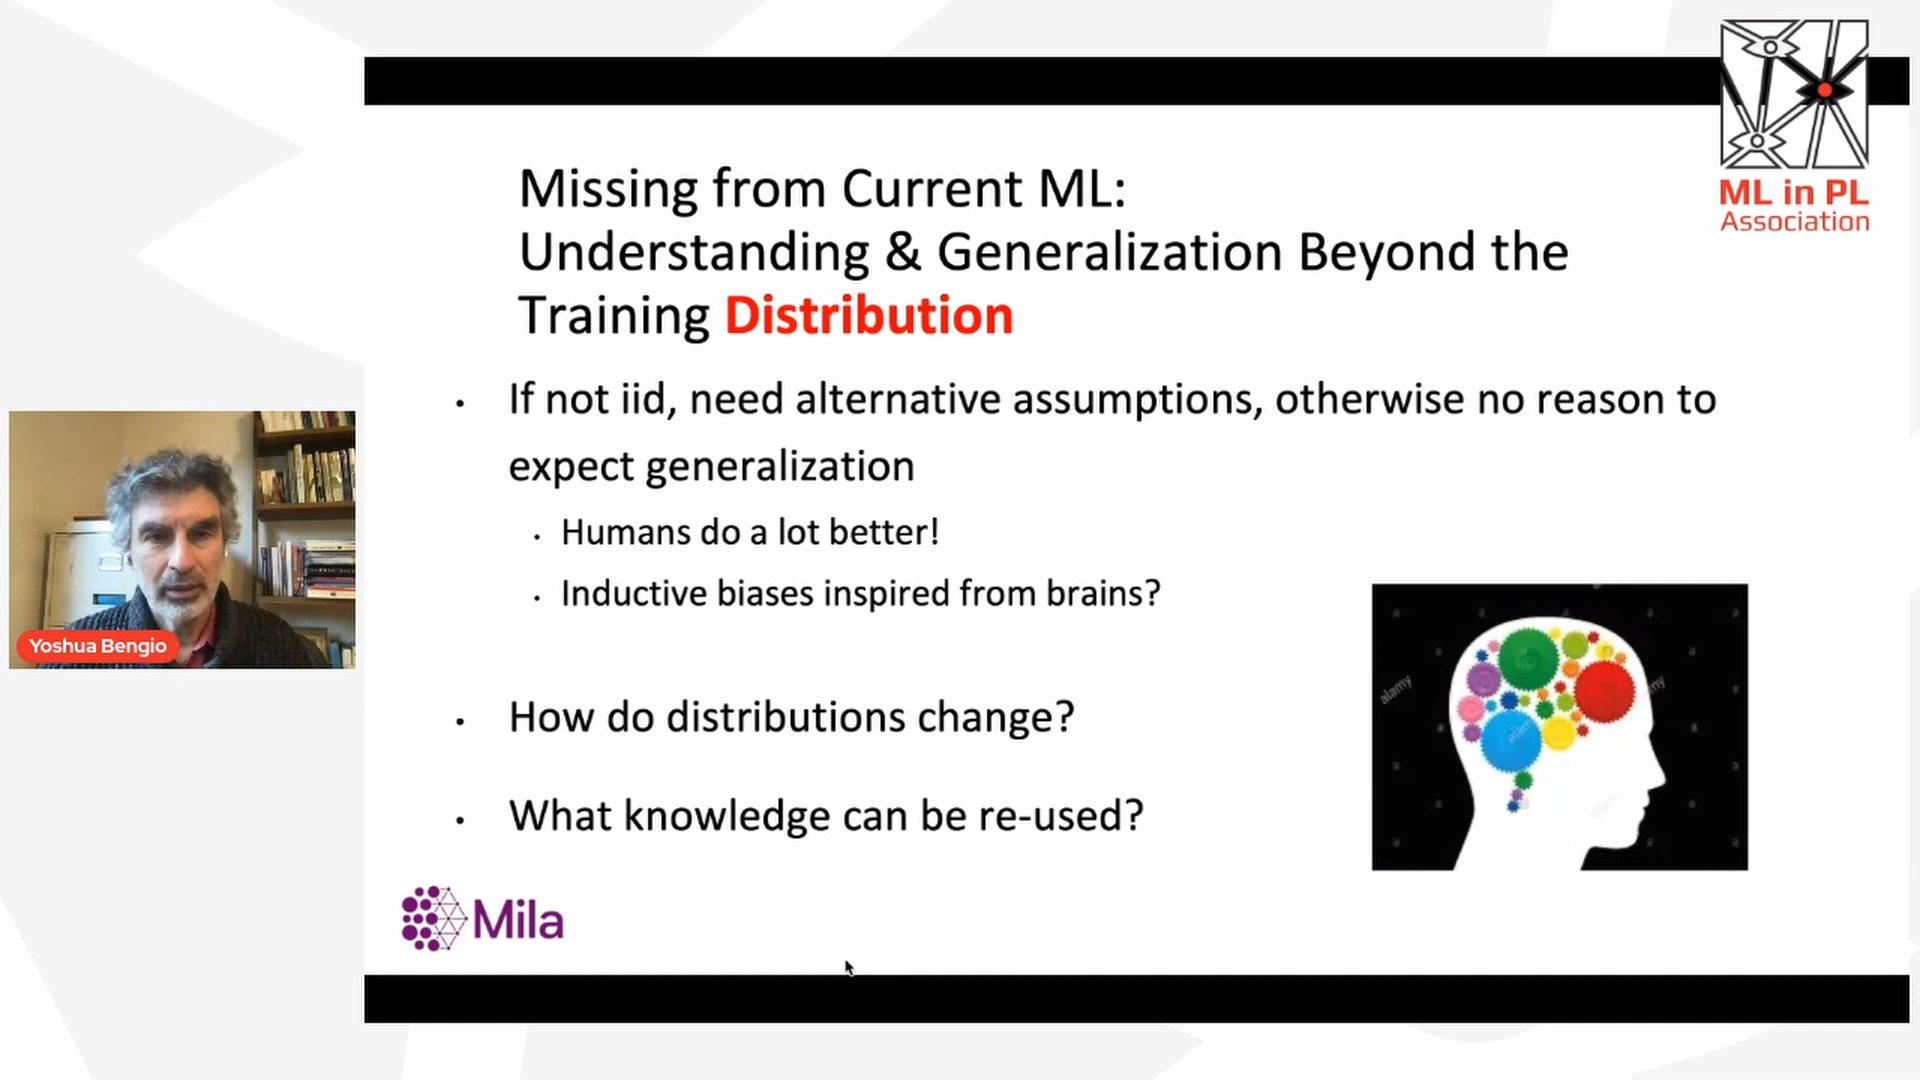 ML in PL
Association
Missing from Current ML:
Understanding & Generalization Beyond the
Training Distribution
• If not iid, need alternative assumptions, otherwise no reason to
expect generalization
• Humans do a lot better!
• Inductive biases inspired from brains?
• How do distributions change?
• What knowledge can be re-used?
Yoshua Bengio
alamy
alamy
a
Mila